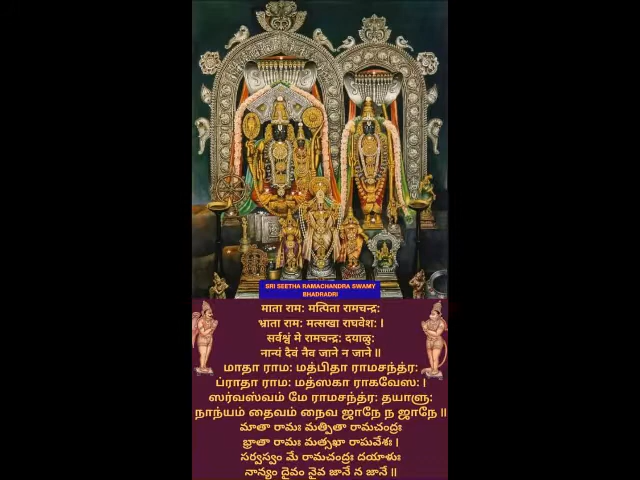 SRI SEETHA RAMACHANDRA SWAMY
BHADRADRI
माता राम: मत्पिता रामचन्द्र:
भ्राता राम: मत्सखा राघवेश: ।
सर्वश्वं मे रामचन्द्र: दयाळु:
नान्यं दैवं नैव जाने न जाने ॥
மாதா ராம: மத்பிதா ராமசந்த்ர:
ப்ராதா ராம: மத்ஸகா ராகவேஸ: ।
ஸர்வஸ்வம் மே ராமசந்த்ர: தயாளு:
நாந்யம் தைவம் நைவ ஜாநே ந ஜாநே ॥
మాతా రామః మత్పితా రామచంద్రః
భ్రాతా రామః మత్సఖా రాఘవేశః ।
సర్వస్వం మే రామచంద్రః దయాళుః
నాన్యం దైవం నైవ జానే న జానే ॥